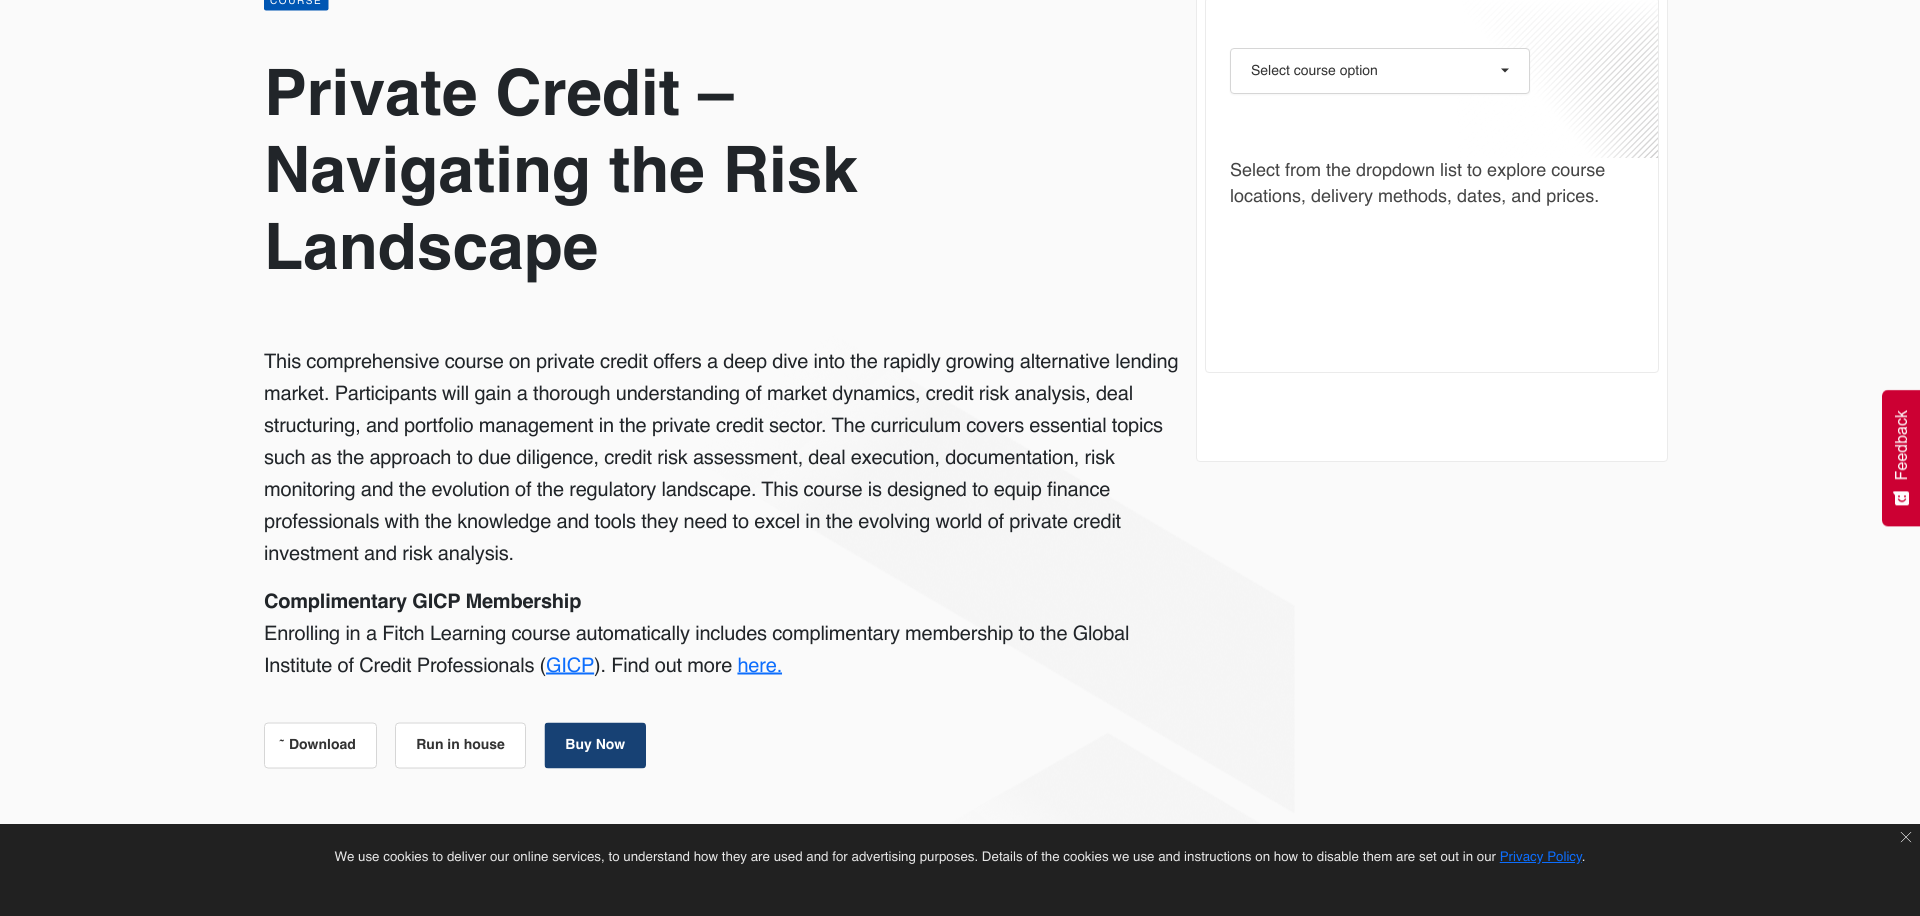 COURSE
Private Credit –
Navigating the Risk
Landscape
This comprehensive course on private credit offers a deep dive into the rapidly growing alternative lending
market. Participants will gain a thorough understanding of market dynamics, credit risk analysis, deal
structuring, and portfolio management in the private credit sector. The curriculum covers essential topics
such as the approach to due diligence, credit risk assessment, deal execution, documentation, risk
monitoring and the evolution of the regulatory landscape. This course is designed to equip finance
professionals with the knowledge and tools they need to excel in the evolving world of private credit
investment and risk analysis.
Complimentary GICP Membership
Enrolling in a Fitch Learning course automatically includes complimentary membership to the Global
Institute of Credit Professionals (GICP). Find out more here.
˜ Download
Run in house
Buy Now
Select course option
Select from the dropdown list to explore course
locations, delivery methods, dates, and prices.
Feedback
We use cookies to deliver our online services, to understand how they are used and for advertising purposes. Details of the cookies we use and instructions on how to disable them are set out in our Privacy Policy.